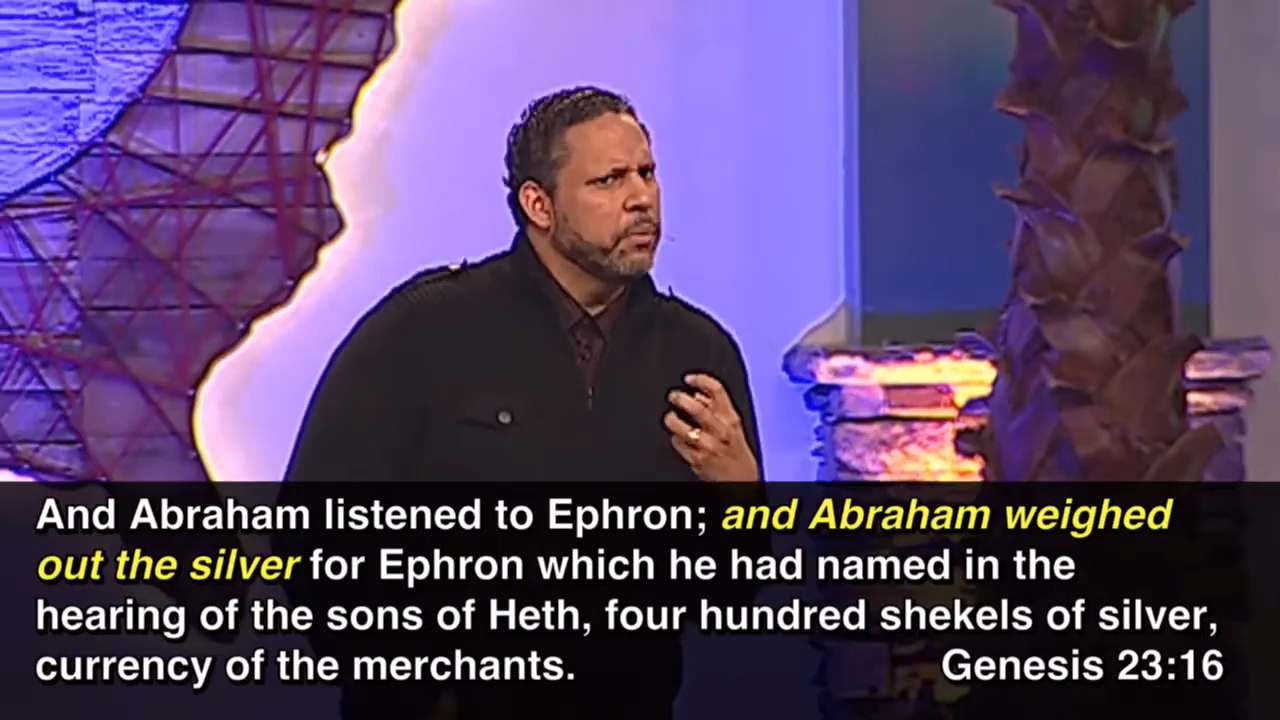 And Abraham listened to Ephron; and Abraham weighed
out the silver for Ephron which he had named in the
hearing of the sons of Heth, four hundred shekels of silver,
currency of the merchants. Genesis 23:16